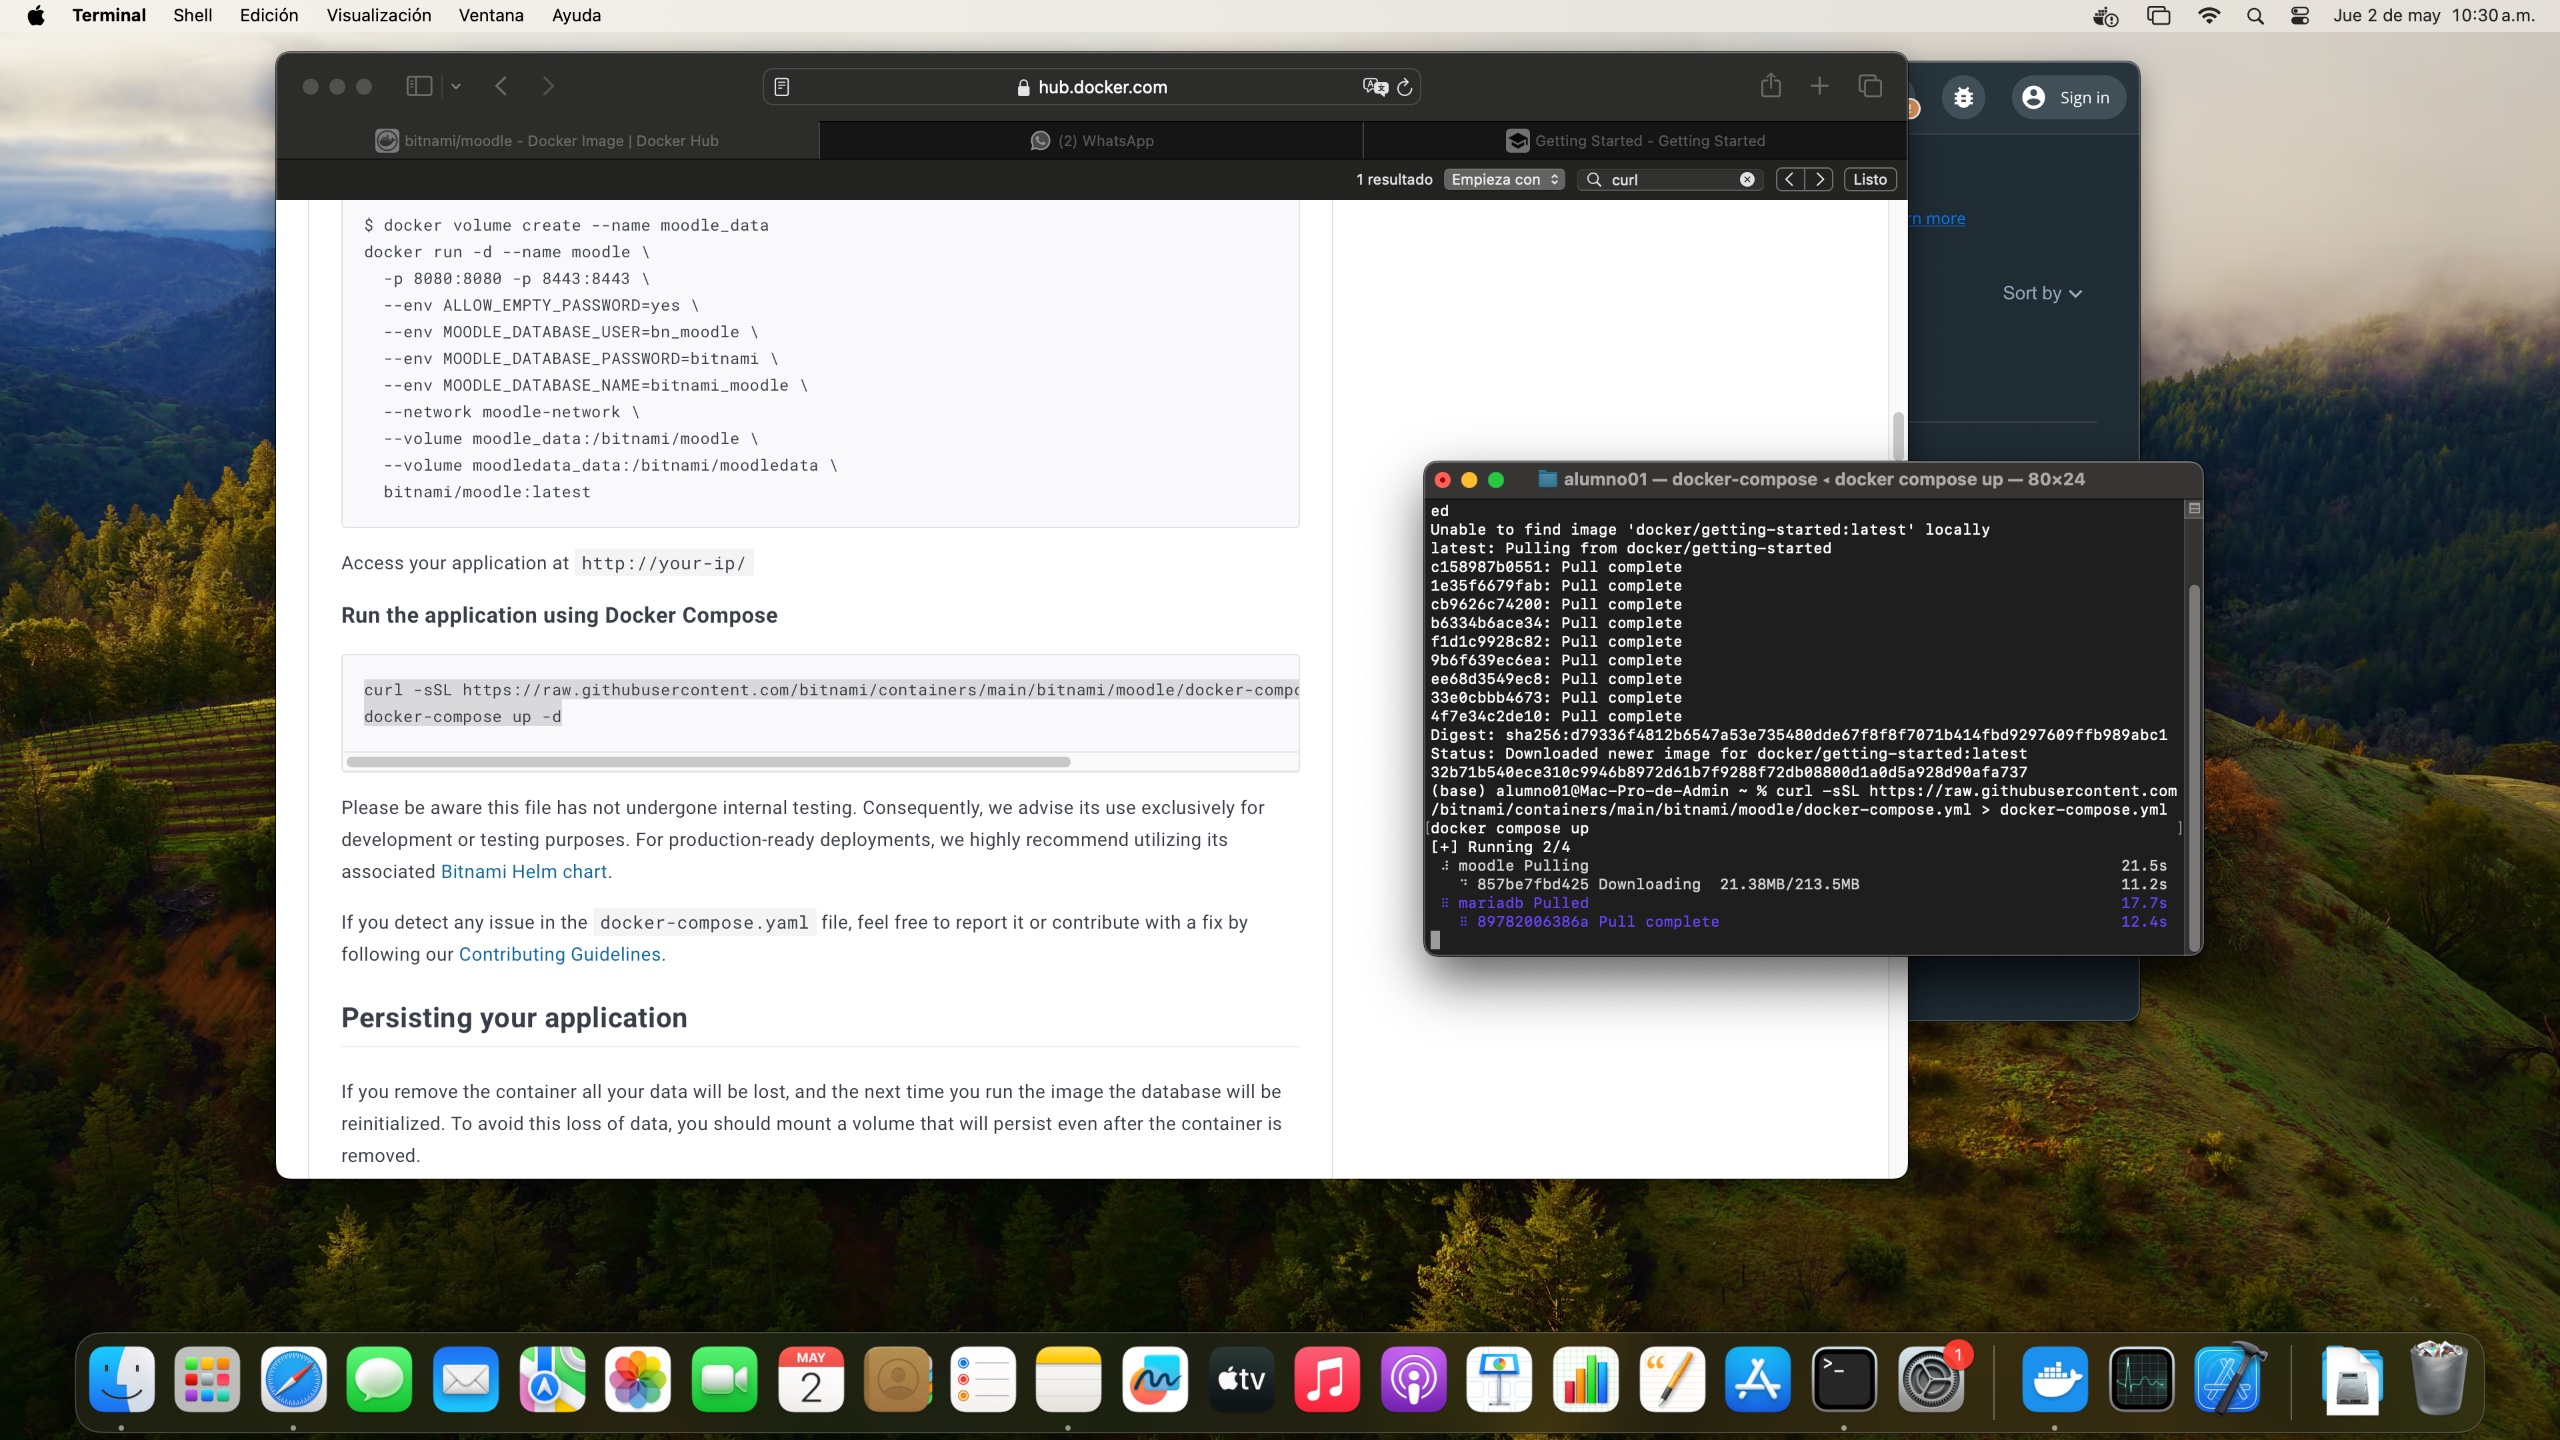 Terminal Shell Edición Visualización Ventana Ayuda
Jue 2 de may 10:30 a.m.
hub.docker.com
bitnami/moodle - Docker Image | Docker Hub
(2) WhatsApp
Getting Started - Getting Started
1 resultado Empieza con curl Listo
Sign in
rn more
Sort by
$ docker volume create --name moodle_data
docker run -d --name moodle \
-p 8080:8080 -p 8443:8443 \
--env ALLOW_EMPTY_PASSWORD=yes \
--env MOODLE_DATABASE_USER=bn_moodle \
--env MOODLE_DATABASE_PASSWORD=bitnami \
--env MOODLE_DATABASE_NAME=bitnami_moodle \
--network moodle-network \
--volume moodle_data:/bitnami/moodle \
--volume moodledata_data:/bitnami/moodledata \
bitnami/moodle:latest
Access your application at http://your-ip/
Run the application using Docker Compose
curl -sSL https://raw.githubusercontent.com/bitnami/containers/main/bitnami/moodle/docker-compo
docker-compose up -d
Please be aware this file has not undergone internal testing. Consequently, we advise its use exclusively for
development or testing purposes. For production-ready deployments, we highly recommend utilizing its
associated Bitnami Helm chart.
If you detect any issue in the docker-compose.yaml file, feel free to report it or contribute with a fix by
following our Contributing Guidelines.
Persisting your application
If you remove the container all your data will be lost, and the next time you run the image the database will be
reinitialized. To avoid this loss of data, you should mount a volume that will persist even after the container is
removed.
alumno01 — docker-compose ◂ docker compose up — 80×24
ed
Unable to find image 'docker/getting-started:latest' locally
latest: Pulling from docker/getting-started
c158987b0551: Pull complete
1e35f6679fab: Pull complete
cb9626c74200: Pull complete
b6334b6ace34: Pull complete
f1d1c9928c82: Pull complete
9b6f639ec6ea: Pull complete
ee68d3549ec8: Pull complete
33e0cbbb4673: Pull complete
4f7e34c2de10: Pull complete
Digest: sha256:d79336f4812b6547a53e735480dde67f8f8f7071b414fbd9297609ffb989abc1
Status: Downloaded newer image for docker/getting-started:latest
32b71b540ece310c9946b8972d61b7f9288f72db08800d1a0d5a928d90afa737
(base) alumno01@Mac-Pro-de-Admin ~ % curl -sSL https://raw.githubusercontent.com
/bitnami/containers/main/bitnami/moodle/docker-compose.yml > docker-compose.yml
[docker compose up ]
[+] Running 2/4
moodle Pulling 21.5s
857be7fbd425 Downloading 21.38MB/213.5MB 11.2s
mariadb Pulled 17.7s
89782006386a Pull complete 12.4s
MAY
2
tv
>_
1